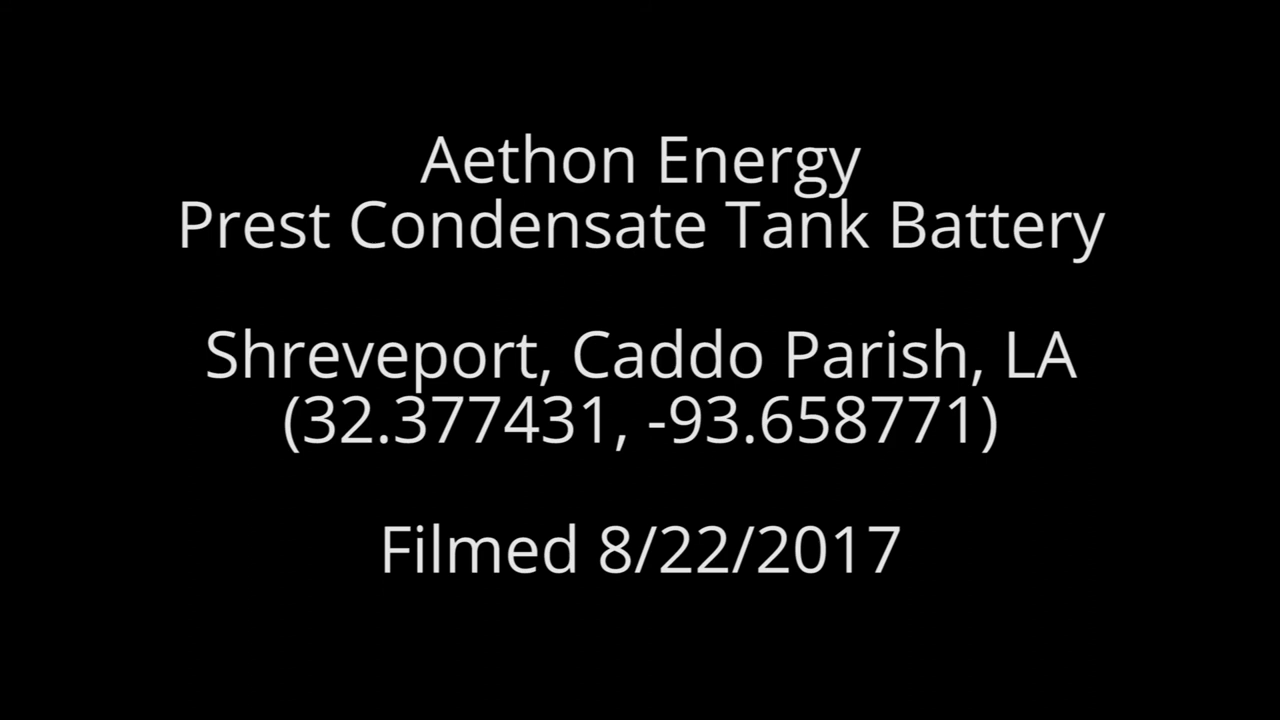 Aethon Energy
Prest Condensate Tank Battery
Shreveport, Caddo Parish, LA
(32.377431, -93.658771)
Filmed 8/22/2017